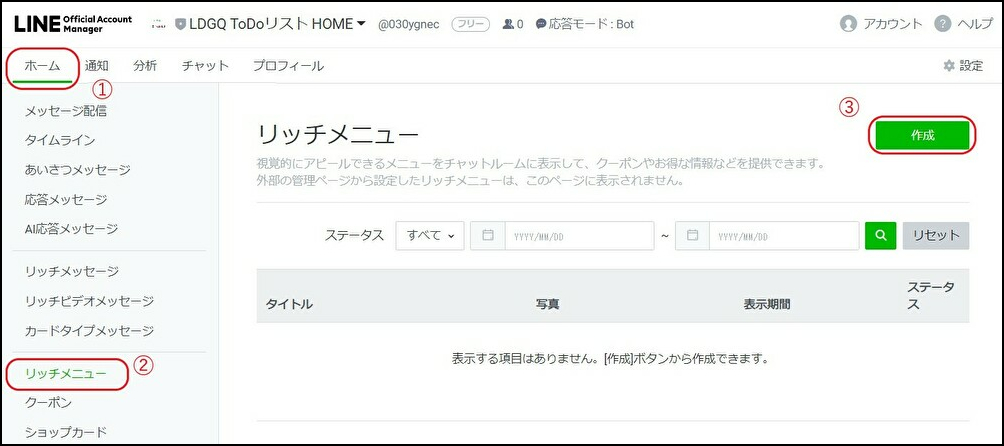 LINE Official Account Manager
LDGQ ToDoリスト HOME @030ygnec フリー 0 応答モード : Bot
アカウント ? ヘルプ
ホーム 通知 分析 チャット プロフィール 設定
①
メッセージ配信
タイムライン
あいさつメッセージ
応答メッセージ
AI応答メッセージ
リッチメッセージ
リッチビデオメッセージ
カードタイプメッセージ
②
リッチメニュー
クーポン
ショップカード
リッチメニュー
③
作成
視覚的にアピールできるメニューをチャットルームに表示して、クーポンやお得な情報などを提供できます。
外部の管理ページから設定したリッチメニューは、このページに表示されません。
ステータス すべて YYYY/MM/DD ~ YYYY/MM/DD リセット
タイトル 写真 表示期間 ステータス
表示する項目はありません。[作成]ボタンから作成できます。